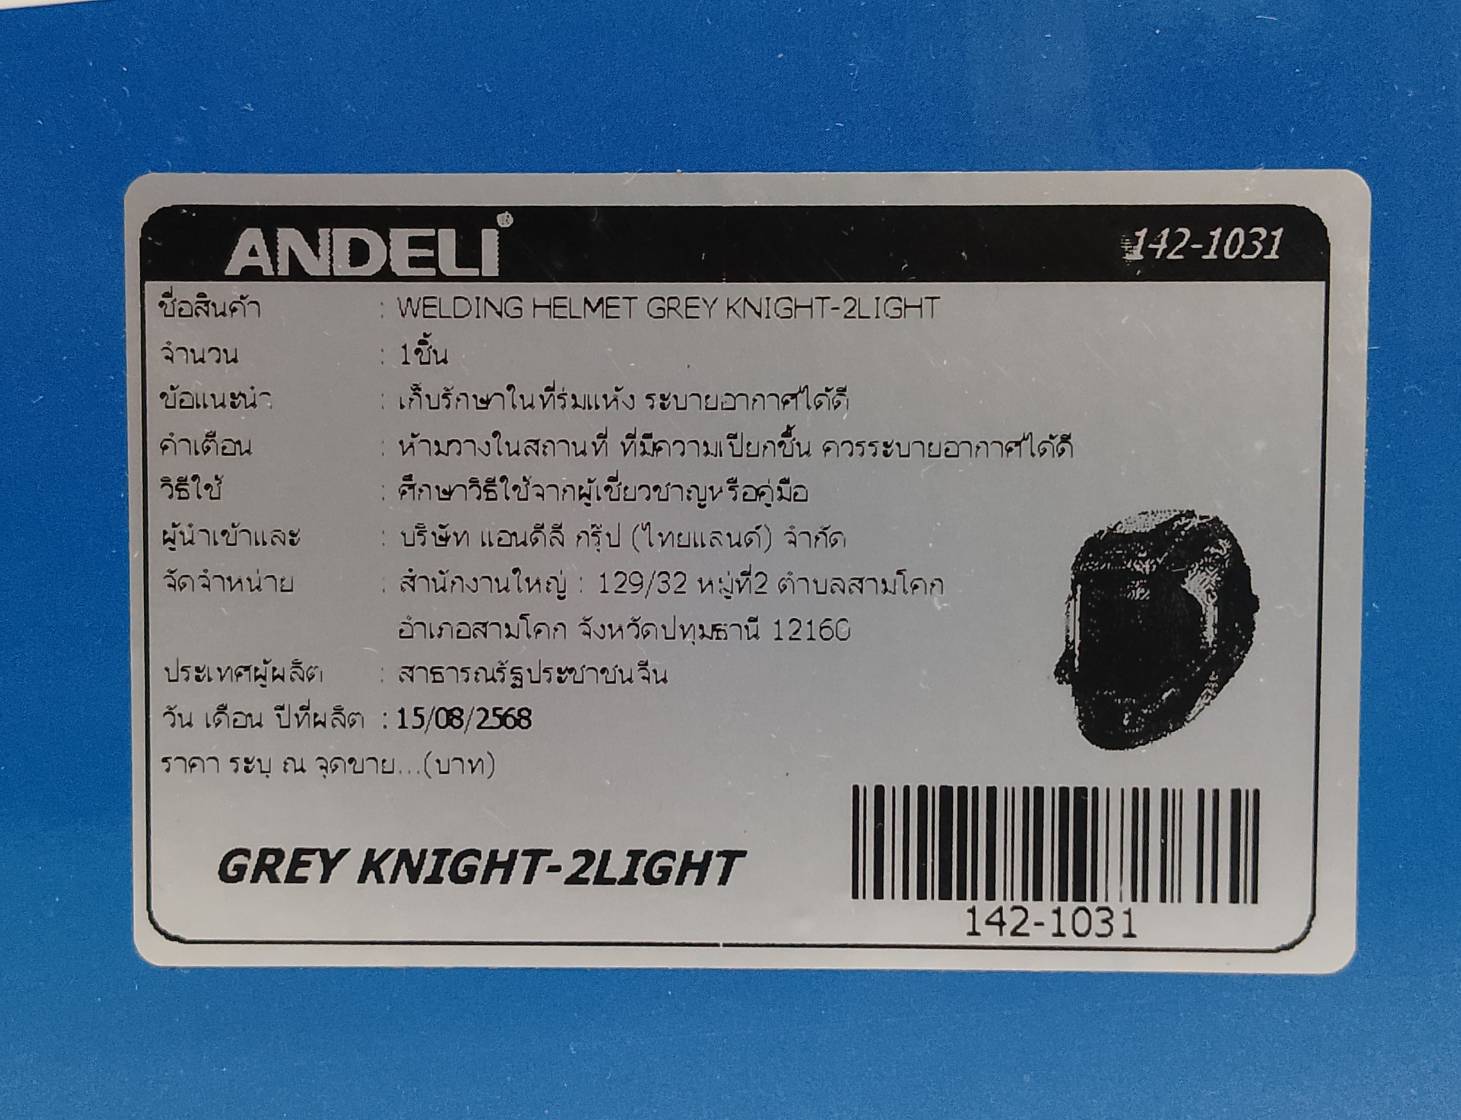 ANDELI 142-1031
ชื่อสินค้า : WELDING HELMET GREY KNIGHT-2LIGHT
จำนวน : 1ชิ้น
ข้อแนะนำ : เก็บรักษาในที่ร่มแห้ง ระบายอากาศได้ดี
คำเตือน : ห้ามวางในสถานที่ ที่มีความเปียกชื้น ควรระบายอากาศได้ดี
วิธีใช้ : ศึกษาวิธีใช้จากผู้เชี่ยวชาญหรือคู่มือ
ผู้นำเข้าและ : บริษัท แอนดีลี กรุ๊ป (ไทยแลนด์) จำกัด
จัดจำหน่าย : สำนักงานใหญ่ : 129/32 หมู่ที่2 ตำบลสามโคก
อำเภอสามโคก จังหวัดปทุมธานี 12160
ประเทศผู้ผลิต : สาธารณรัฐประชาชนจีน
วัน เดือน ปีที่ผลิต : 15/08/2568
ราคา ระบุ ณ จุดขาย...(บาท)
GREY KNIGHT-2LIGHT
142-1031